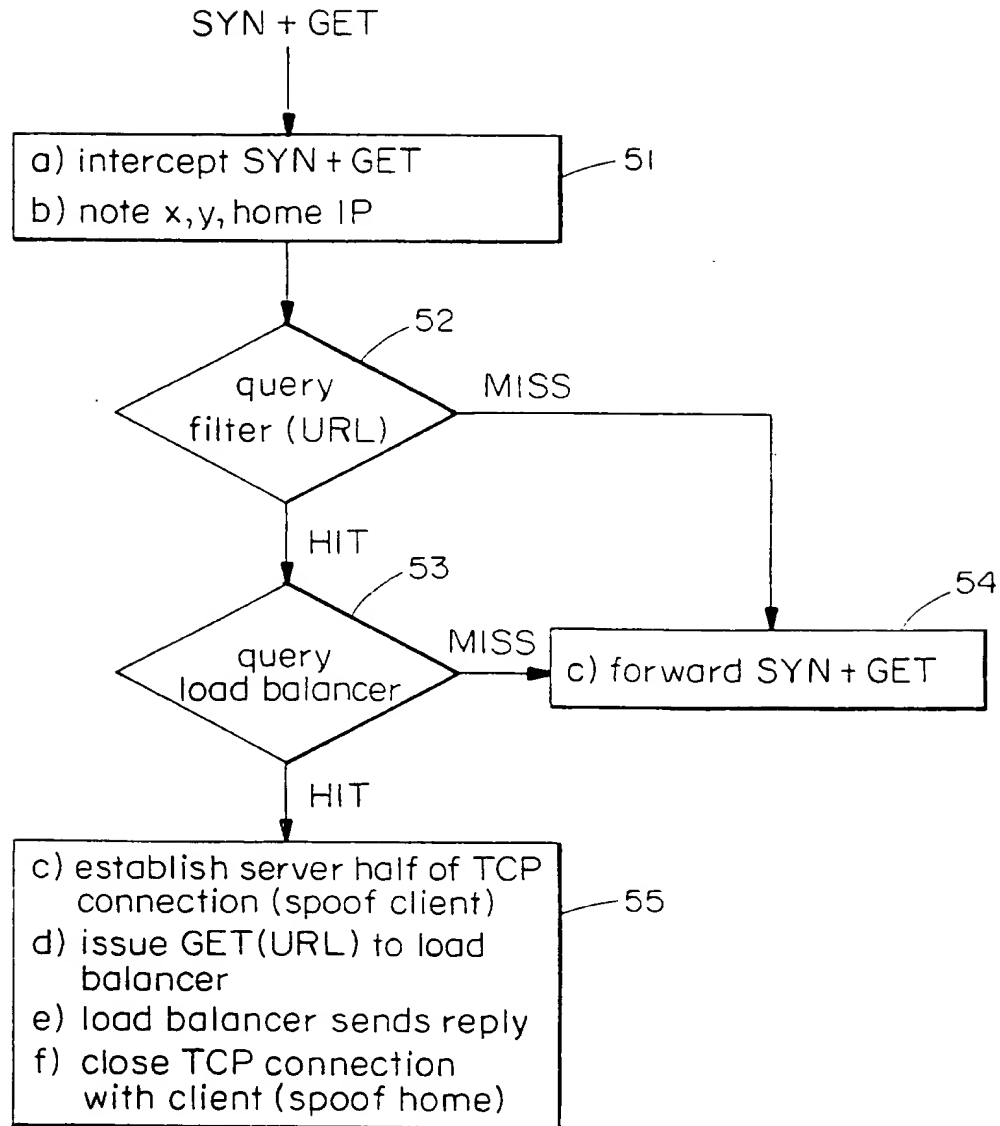 SYN + GET
a) intercept SYN + GET
b) note x, y, home IP
51
52
query
filter (URL)
MISS
HIT
53
query
load balancer
MISS
54
c) forward SYN + GET
HIT
c) establish server half of TCP
connection (spoof client)
d) issue GET(URL) to load
balancer
e) load balancer sends reply
f) close TCP connection
with client (spoof home)
55